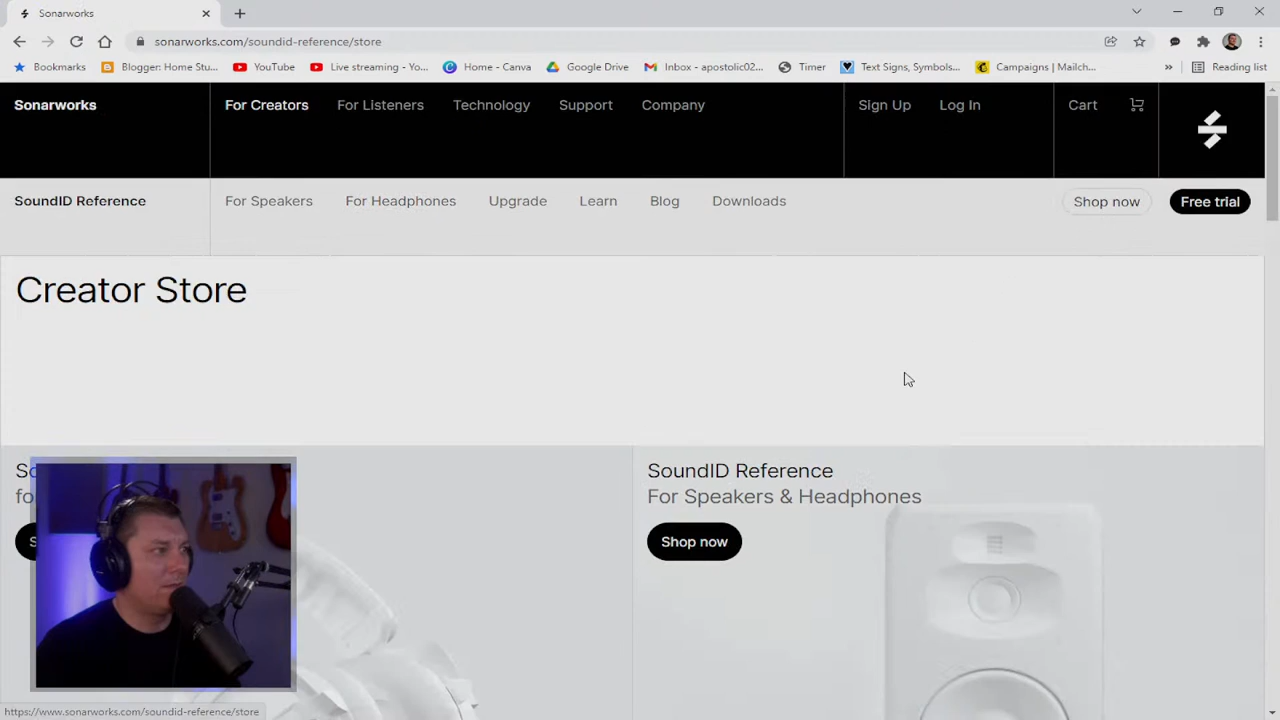 Sonarworks
sonarworks.com/soundid-reference/store
Bookmarks
Blogger: Home Stu...
YouTube
Live streaming - Yo...
Home - Canva
Google Drive
Inbox - apostolic02...
Timer
Text Signs, Symbols...
Campaigns | Mailch...
»
Reading list
Sonarworks
For Creators
For Listeners
Technology
Support
Company
Sign Up
Log In
Cart
SoundID Reference
For Speakers
For Headphones
Upgrade
Learn
Blog
Downloads
Shop now
Free trial
Creator Store
SoundID Reference
For Speakers & Headphones
Shop now
https://www.sonarworks.com/soundid-reference/store